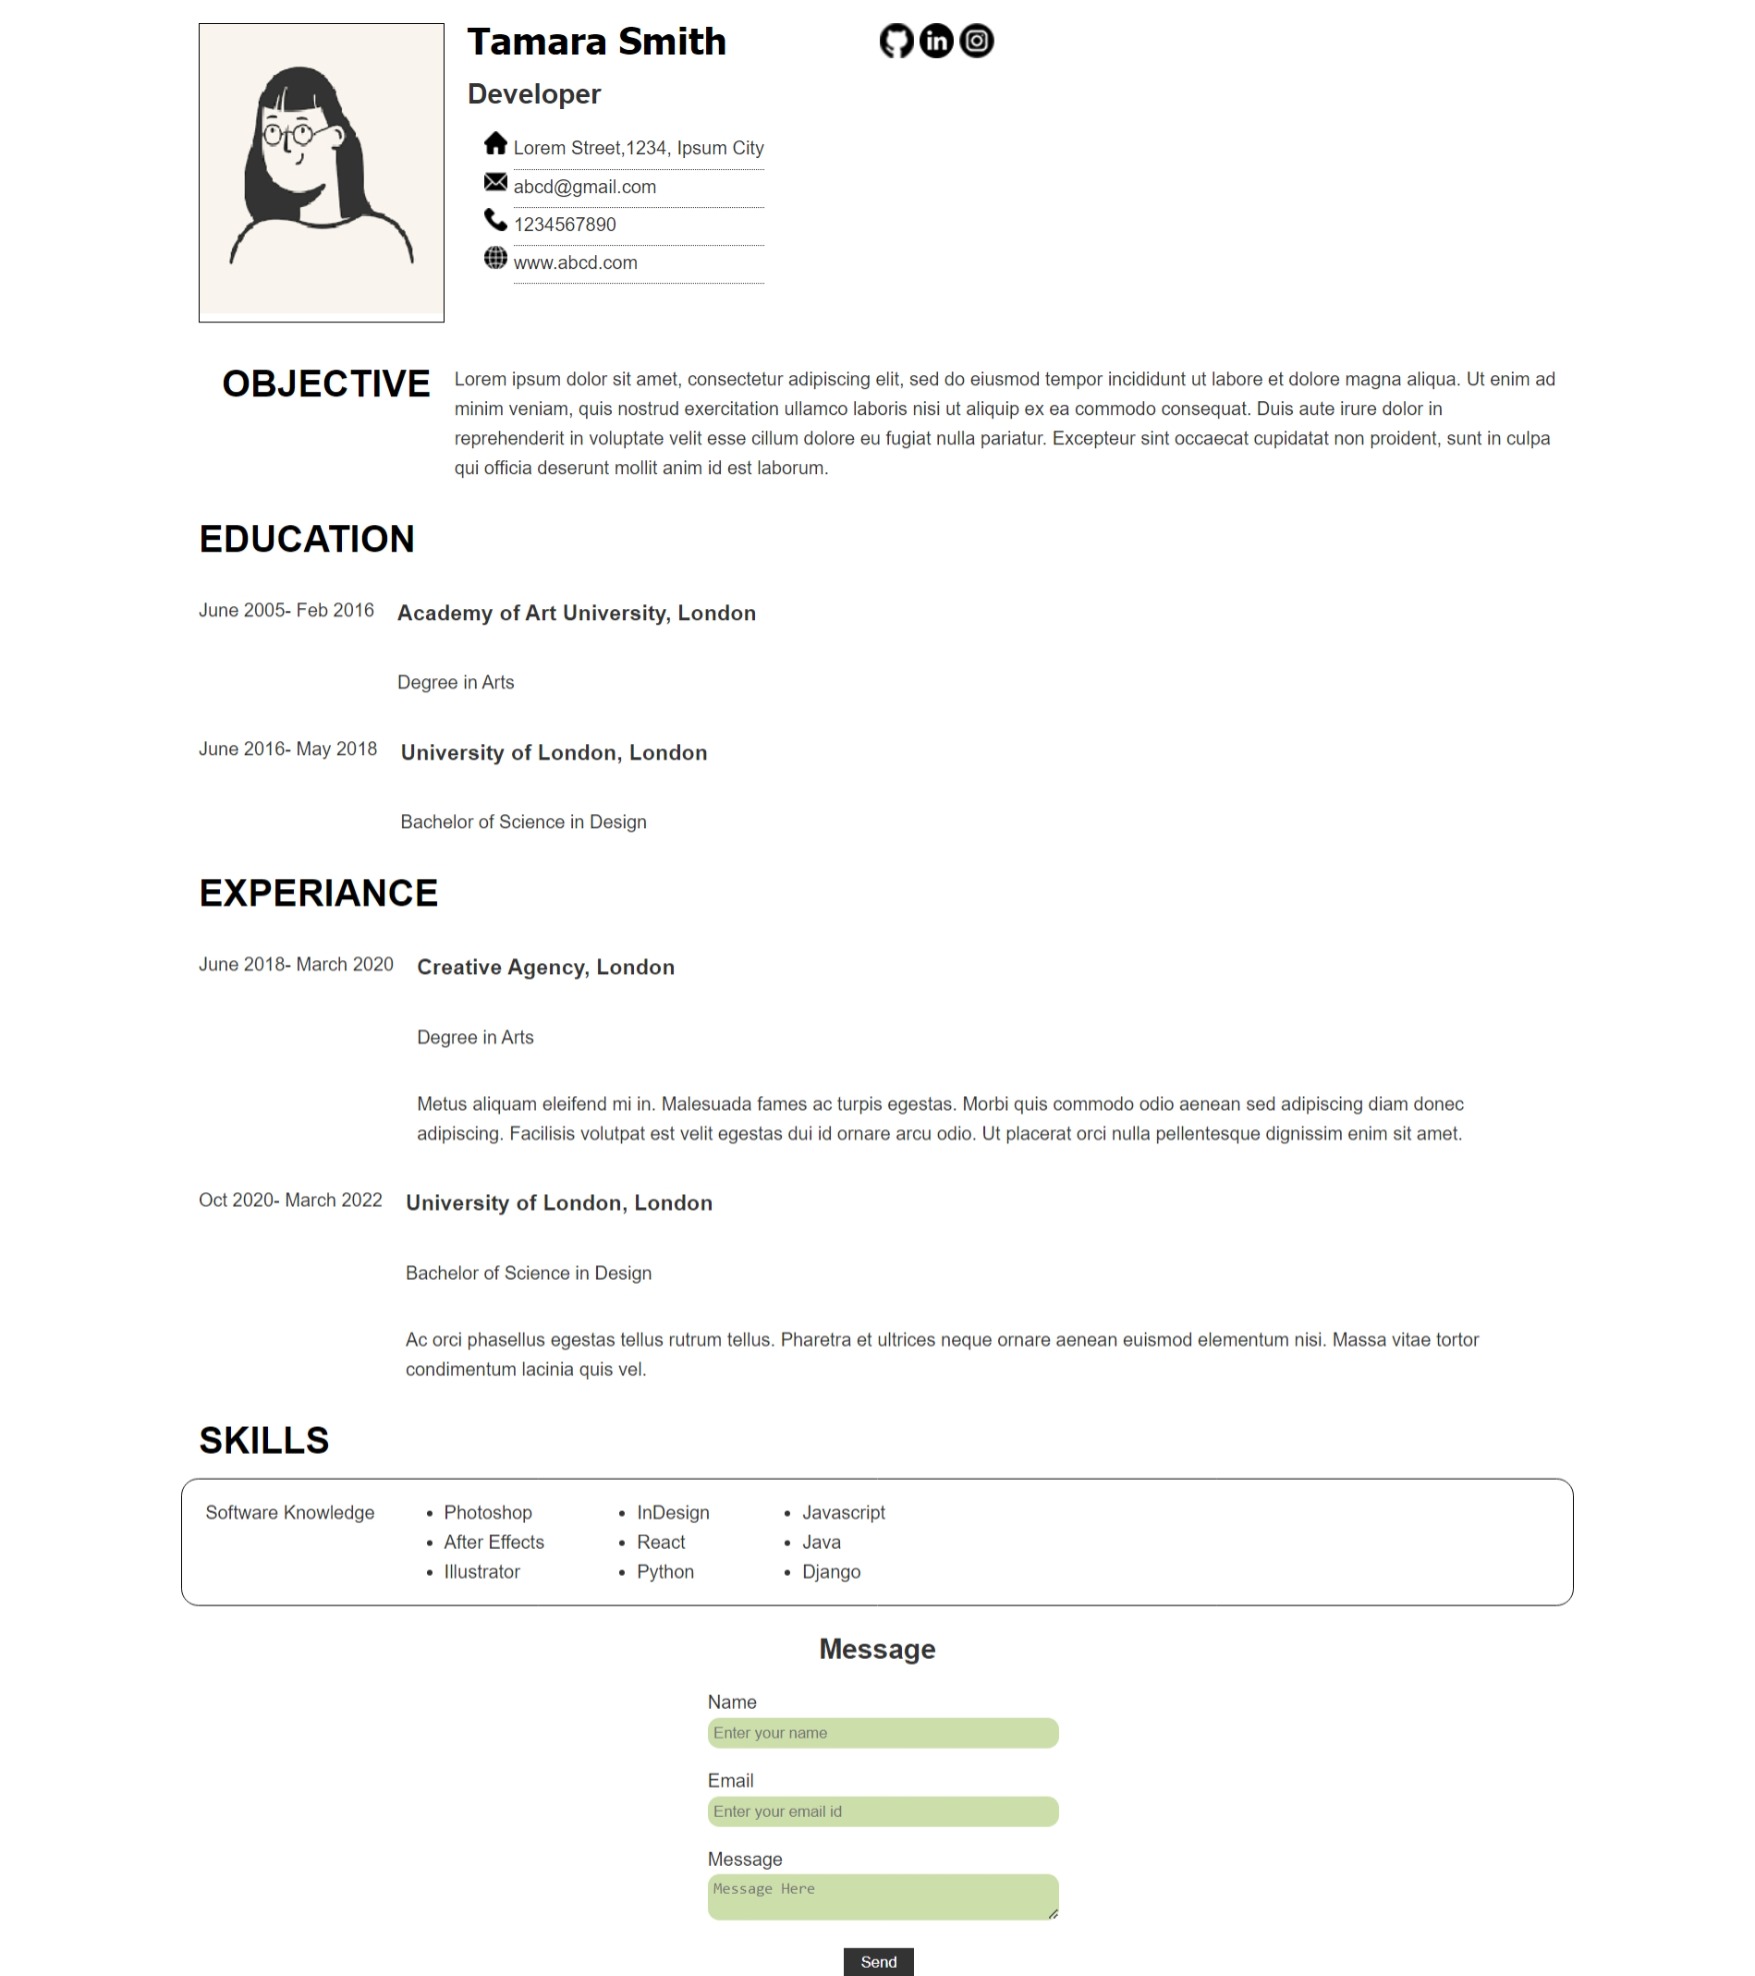 Tamara Smith
Developer
Lorem Street,1234, Ipsum City
abcd@gmail.com
1234567890
www.abcd.com
OBJECTIVE
Lorem ipsum dolor sit amet, consectetur adipiscing elit, sed do eiusmod tempor incididunt ut labore et dolore magna aliqua. Ut enim ad
minim veniam, quis nostrud exercitation ullamco laboris nisi ut aliquip ex ea commodo consequat. Duis aute irure dolor in
reprehenderit in voluptate velit esse cillum dolore eu fugiat nulla pariatur. Excepteur sint occaecat cupidatat non proident, sunt in culpa
qui officia deserunt mollit anim id est laborum.
EDUCATION
June 2005- Feb 2016 Academy of Art University, London
Degree in Arts
June 2016- May 2018 University of London, London
Bachelor of Science in Design
EXPERIANCE
June 2018- March 2020 Creative Agency, London
Degree in Arts
Metus aliquam eleifend mi in. Malesuada fames ac turpis egestas. Morbi quis commodo odio aenean sed adipiscing diam donec
adipiscing. Facilisis volutpat est velit egestas dui id ornare arcu odio. Ut placerat orci nulla pellentesque dignissim enim sit amet.
Oct 2020- March 2022 University of London, London
Bachelor of Science in Design
Ac orci phasellus egestas tellus rutrum tellus. Pharetra et ultrices neque ornare aenean euismod elementum nisi. Massa vitae tortor
condimentum lacinia quis vel.
SKILLS
Software Knowledge
• Photoshop
• After Effects
• Illustrator
• InDesign
• React
• Python
• Javascript
• Java
• Django
Message
Name
Enter your name
Email
Enter your email id
Message
Message Here
Send